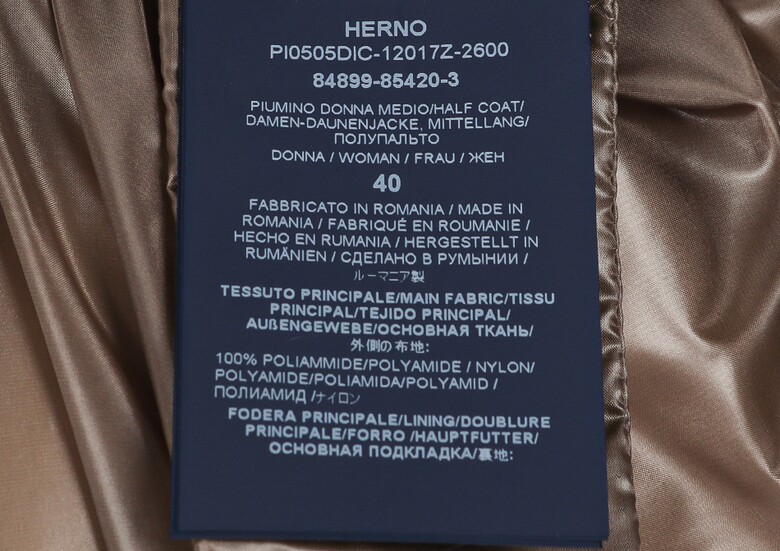 HERNO
PI0505DIC-12017Z-2600
84899-85420-3
PIUMINO DONNA MEDIO/HALF COAT/
DAMEN-DAUNENJACKE, MITTELLANG/
ПОЛУПАЛЬТО
DONNA / WOMAN / FRAU / ЖЕН
40
FABBRICATO IN ROMANIA / MADE IN
ROMANIA / FABRIQUÉ EN ROUMANIE /
HECHO EN RUMANIA / HERGESTELLT IN
RUMÄNIEN / СДЕЛАНО В РУМЫНИИ /
ルーマニア製
TESSUTO PRINCIPALE/MAIN FABRIC/TISSU
PRINCIPAL/TEJIDO PRINCIPAL/
AUßENGEWEBE/ОСНОВНАЯ ТКАНЬ/
外側の布地:
100% POLIAMMIDE/POLYAMIDE / NYLON/
POLYAMIDE/POLIAMIDA/POLYAMID /
ПОЛИАМИД /ナイロン
FODERA PRINCIPALE/LINING/DOUBLURE
PRINCIPALE/FORRO /HAUPTFUTTER/
ОСНОВНАЯ ПОДКЛАДКА/裏地: